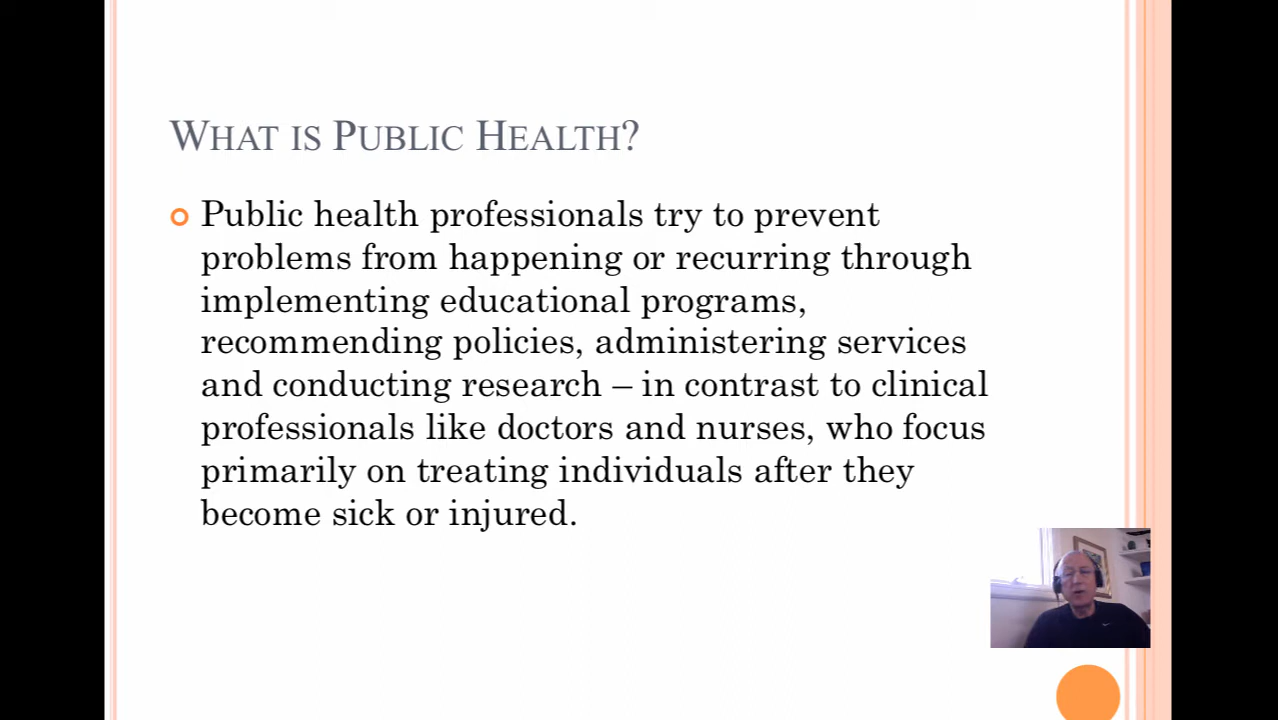 WHAT IS PUBLIC HEALTH?
Public health professionals try to prevent
problems from happening or recurring through
implementing educational programs,
recommending policies, administering services
and conducting research – in contrast to clinical
professionals like doctors and nurses, who focus
primarily on treating individuals after they
become sick or injured.